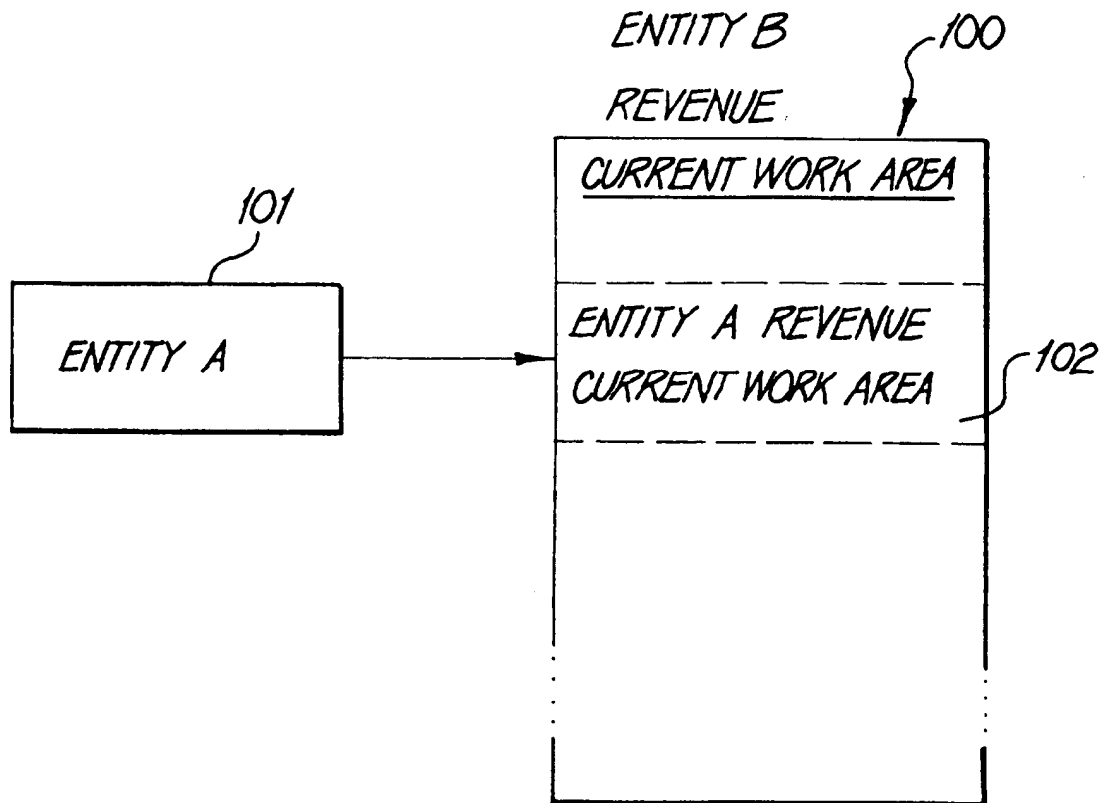 ENTITY B
100
REVENUE
CURRENT WORK AREA
101
ENTITY A
ENTITY A REVENUE
CURRENT WORK AREA
102